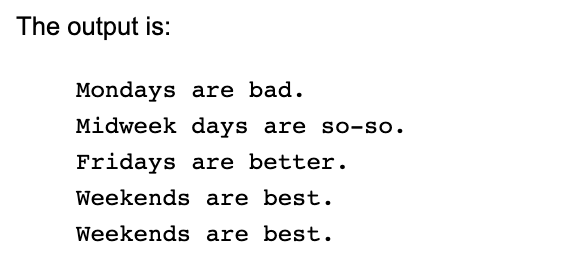 The output is:
Mondays are bad.
Midweek days are so-so.
Fridays are better.
Weekends are best.
Weekends are best.